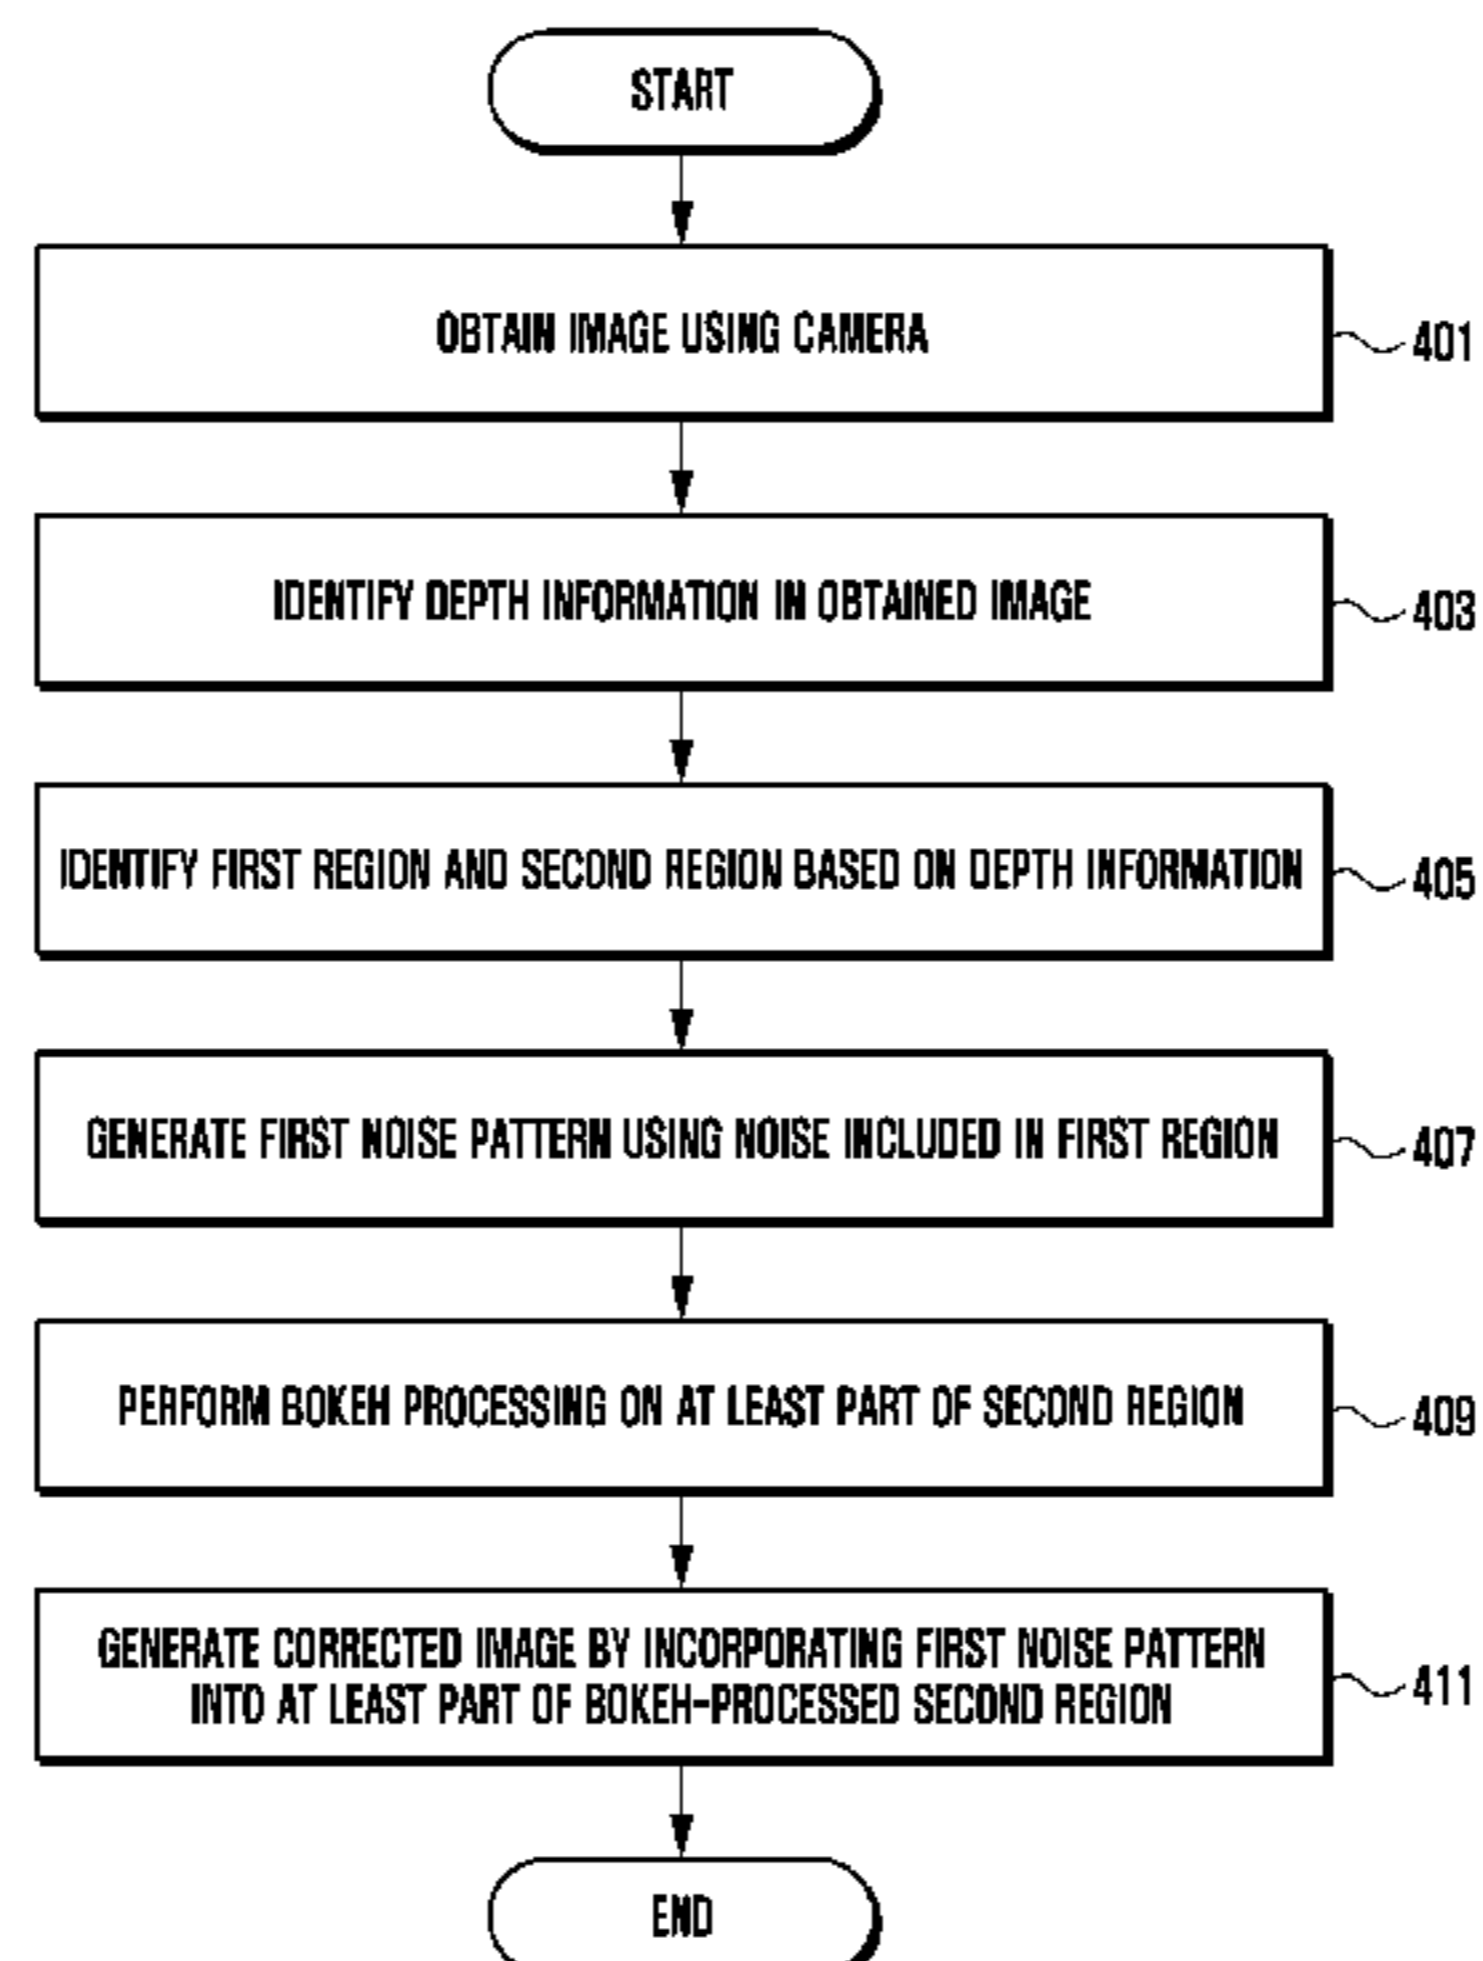 START
OBTAIN IMAGE USING CAMERA
401
IDENTIFY DEPTH INFORMATION IN OBTAINED IMAGE
403
IDENTIFY FIRST REGION AND SECOND REGION BASED ON DEPTH INFORMATION
405
GENERATE FIRST NOISE PATTERN USING NOISE INCLUDED IN FIRST REGION
407
PERFORM BOKEH PROCESSING ON AT LEAST PART OF SECOND REGION
409
GENERATE CORRECTED IMAGE BY INCORPORATING FIRST NOISE PATTERN
INTO AT LEAST PART OF BOKEH-PROCESSED SECOND REGION
411
END